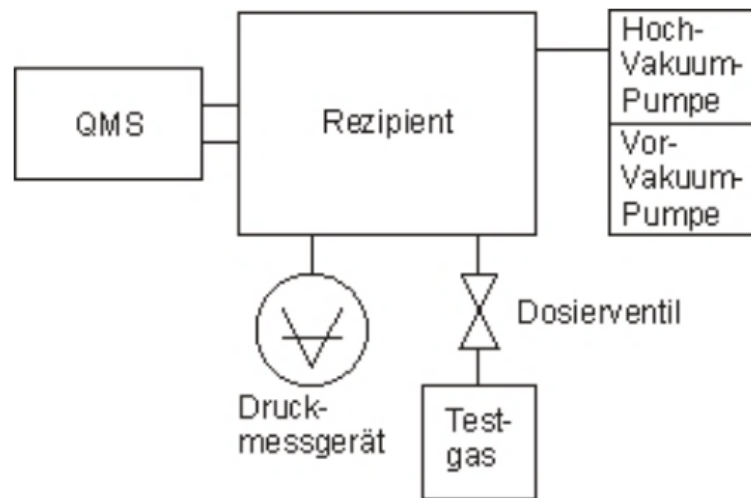 QMS
Rezipient
Hoch-
Vakuum-
Pumpe
Vor-
Vakuum-
Pumpe
Druck-
messgerät
Dosierventil
Test-
gas